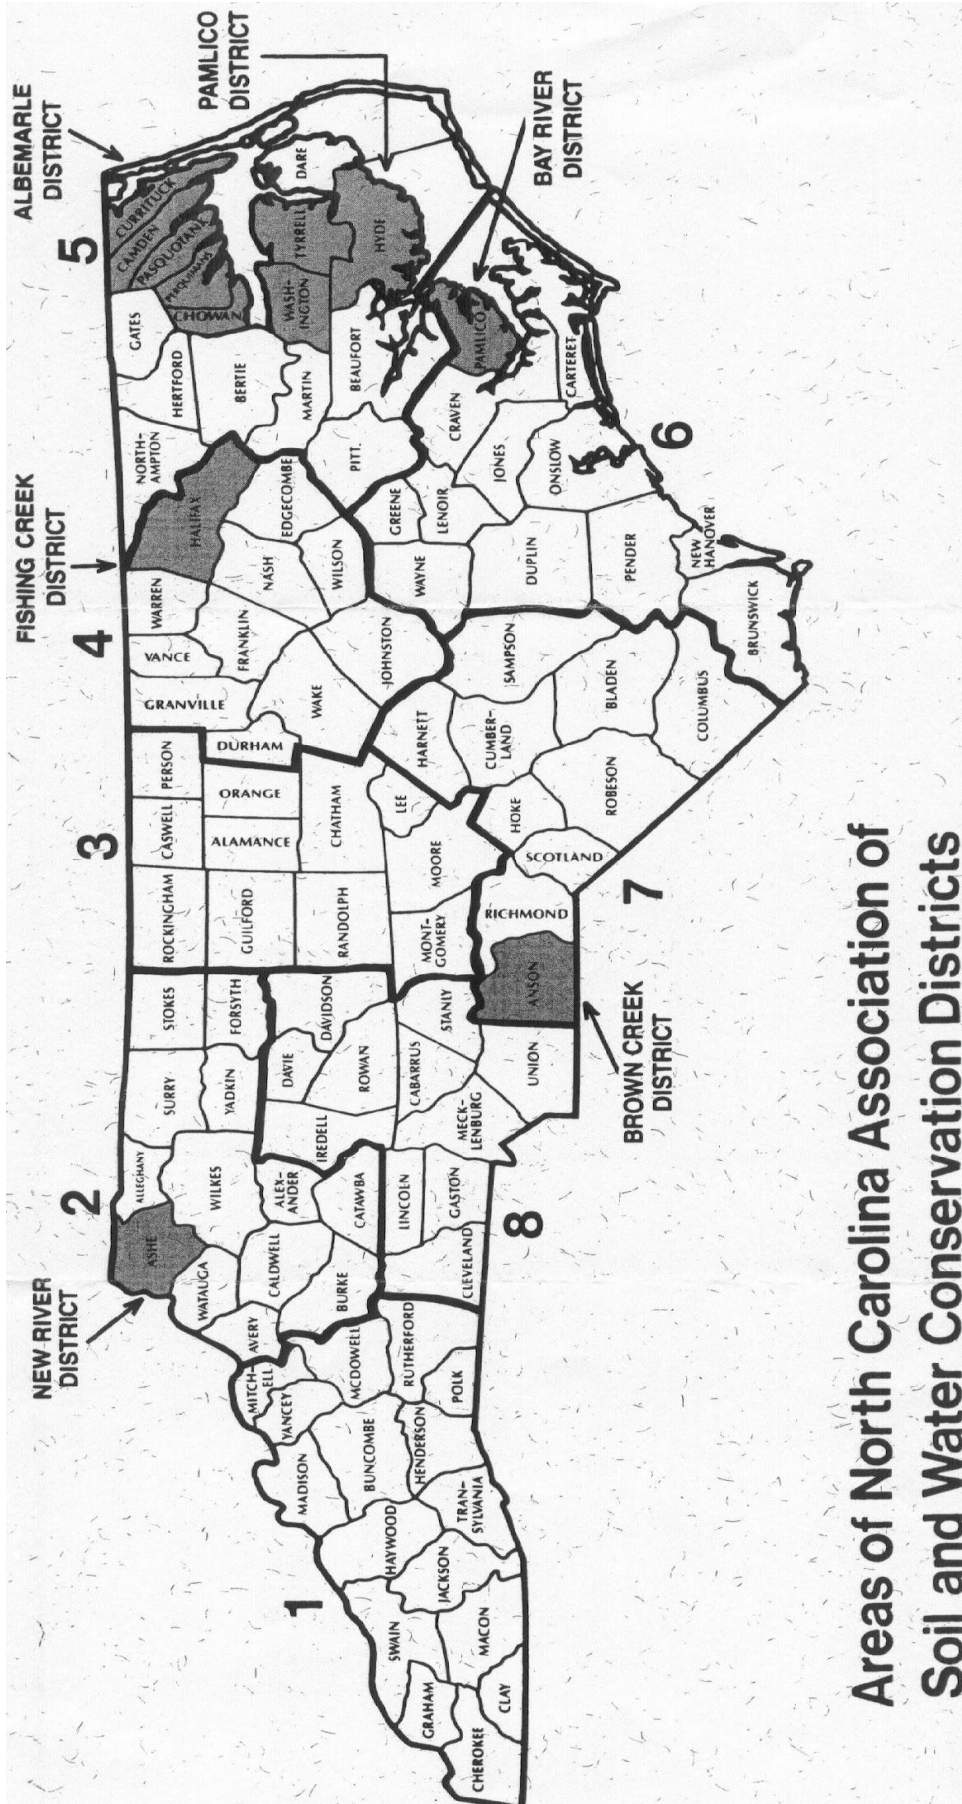 ALBEMARLE
DISTRICT
PAMLICO
DISTRICT
BAY RIVER
DISTRICT
FISHING CREEK
DISTRICT
NEW RIVER
DISTRICT
BROWN CREEK
DISTRICT
1
2
3
4
5
6
7
8
CHEROKEE
GRAHAM
CLAY
SWAIN
MACON
JACKSON
HAYWOOD
TRAN-
SYLVANIA
MADISON
BUNCOMBE
HENDERSON
YANCEY
MITCH-
ELL
MCDOWELL
RUTHERFORD
POLK
AVERY
WATAUGA
ASHE
ALLEGHANY
WILKES
CALDWELL
BURKE
ALEX-
ANDER
CATAWBA
SURRY
YADKIN
STOKES
FORSYTH
CLEVELAND
LINCOLN
GASTON
IREDELL
DAVIE
DAVIDSON
ROWAN
CABARRUS
MECK-
LENBURG
STANLY
UNION
ROCKINGHAM
CASWELL
PERSON
GUILFORD
ALAMANCE
ORANGE
RANDOLPH
CHATHAM
MONT-
GOMERY
MOORE
LEE
ANSON
RICHMOND
SCOTLAND
HOKE
ROBESON
HARNETT
CUMBER-
LAND
SAMPSON
BLADEN
COLUMBUS
DURHAM
GRANVILLE
VANCE
WARREN
FRANKLIN
WAKE
JOHNSTON
NASH
WILSON
HALIFAX
EDGECOMBE
NORTH-
AMPTON
HERTFORD
GATES
BERTIE
MARTIN
PITT.
BEAUFORT
CHOWAN
PERQUIMANS
PASQUOTANK
CAMDEN
CURRITUCK
WASH-
INGTON
TYRRELL
DARE
HYDE
WAYNE
GREENE
LENOIR
CRAVEN
PAMLICO
JONES
CARTERET
ONSLOW
DUPLIN
PENDER
NEW
HANOVER
BRUNSWICK
Areas of North Carolina Association of
Soil and Water Conservation Districts